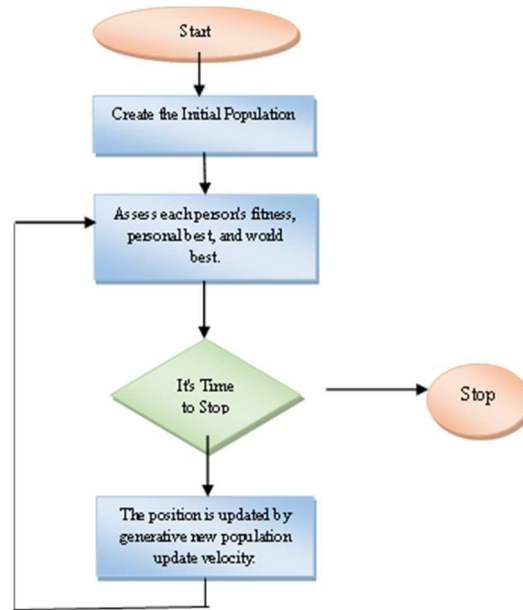 Start
Create the Initial Population
Assess each person's fitness,
personal best, and world
best.
It's Time
to Stop
Stop
The position is updated by
generative new population
update velocity.